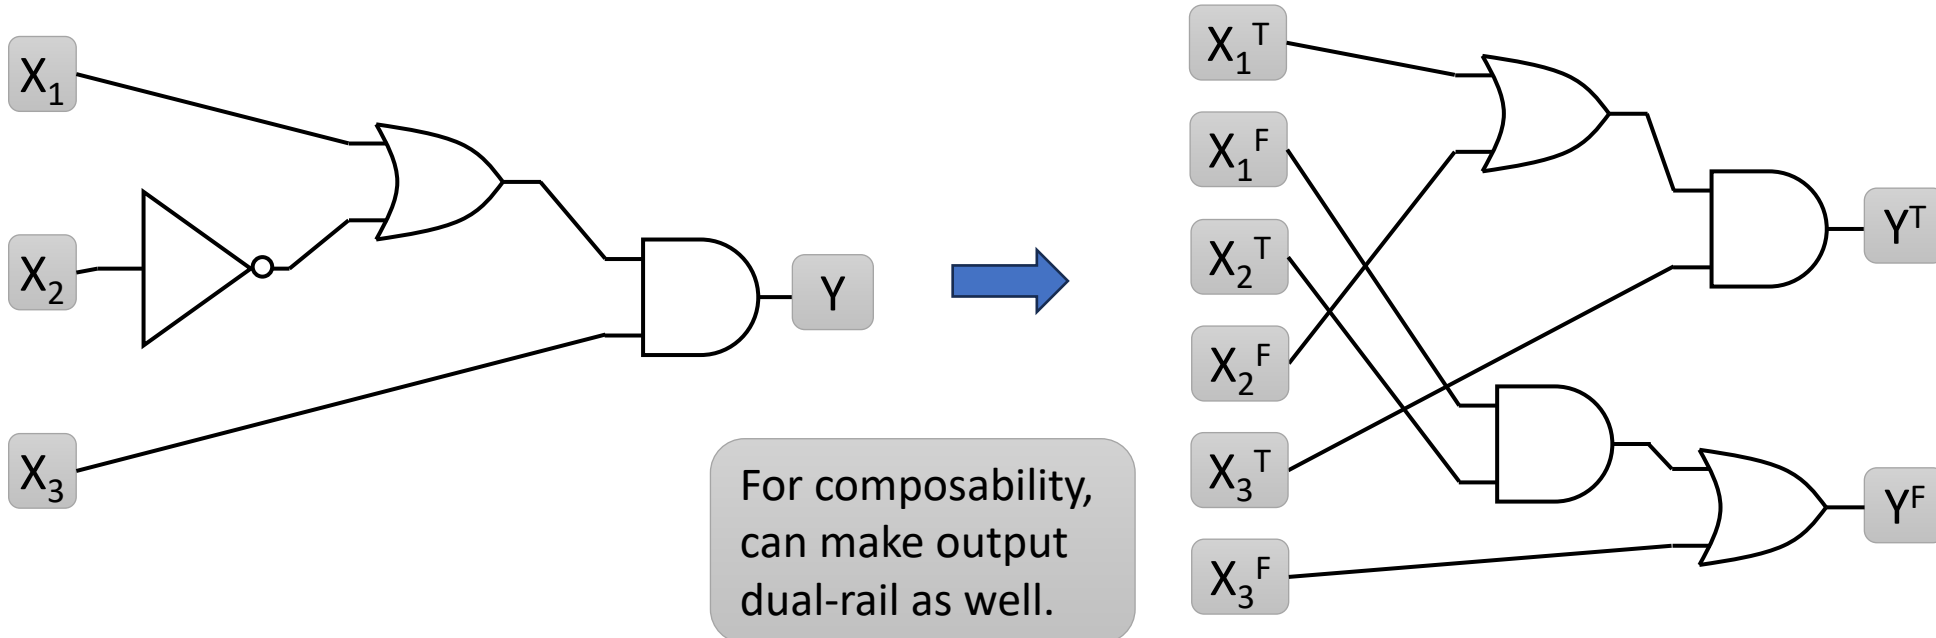 X₁
X₂
X₃
Y
For composability,
can make output
dual-rail as well.
X₁ᵀ
X₁ᶠ
X₂ᵀ
X₂ᶠ
X₃ᵀ
X₃ᶠ
Yᵀ
Yᶠ